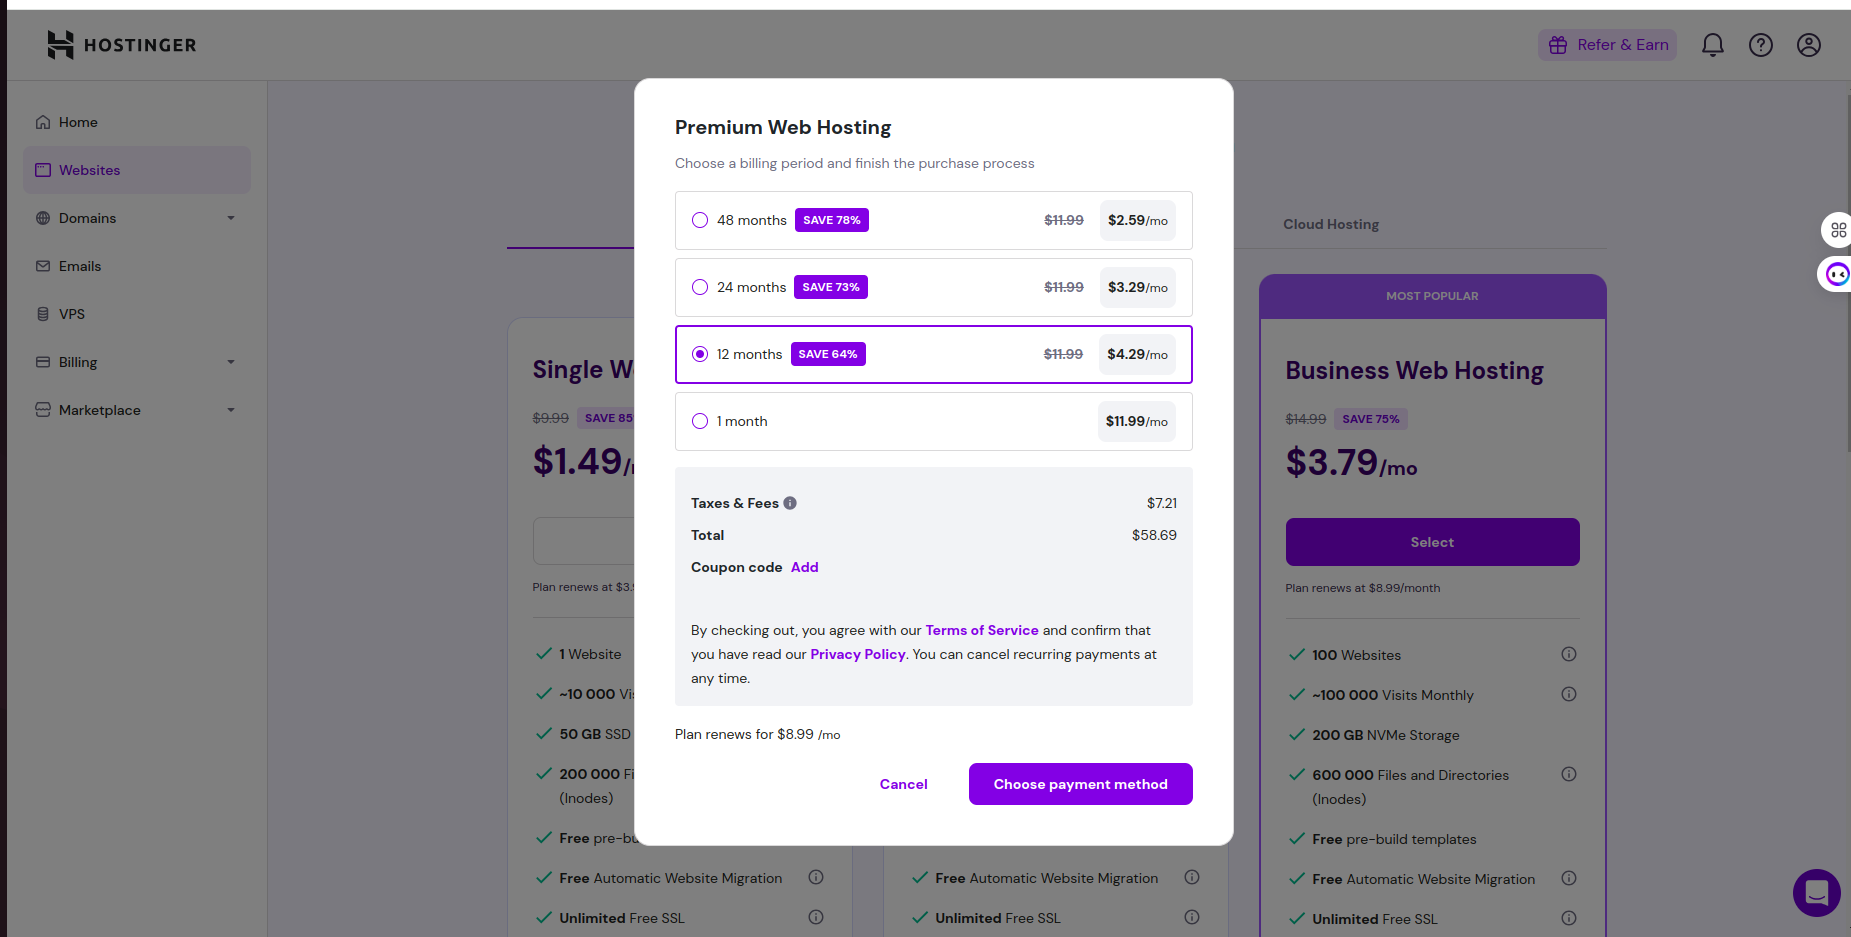 HOSTINGER
Refer & Earn
Home
Websites
Domains
Emails
VPS
Billing
Marketplace
Premium Web Hosting
Choose a billing period and finish the purchase process
48 months SAVE 78% $11.99 $2.59/mo
24 months SAVE 73% $11.99 $3.29/mo
12 months SAVE 64% $11.99 $4.29/mo
1 month $11.99/mo
Taxes & Fees $7.21
Total $58.69
Coupon code Add
By checking out, you agree with our Terms of Service and confirm that
you have read our Privacy Policy. You can cancel recurring payments at
any time.
Plan renews for $8.99 /mo
Cancel
Choose payment method
Single
$9.99 SAVE 85
$1.49/
Plan renews at $3.
1 Website
~10 000
50 GB SSD
200 000
(Inodes)
Free
Free Automatic Website Migration
Unlimited Free SSL
Free Automatic Website Migration
Unlimited Free SSL
Cloud Hosting
MOST POPULAR
Business Web Hosting
$14.99 SAVE 75%
$3.79/mo
Select
Plan renews at $8.99/month
100 Websites
~100 000 Visits Monthly
200 GB NVMe Storage
600 000 Files and Directories
(Inodes)
Free pre-build templates
Free Automatic Website Migration
Unlimited Free SSL